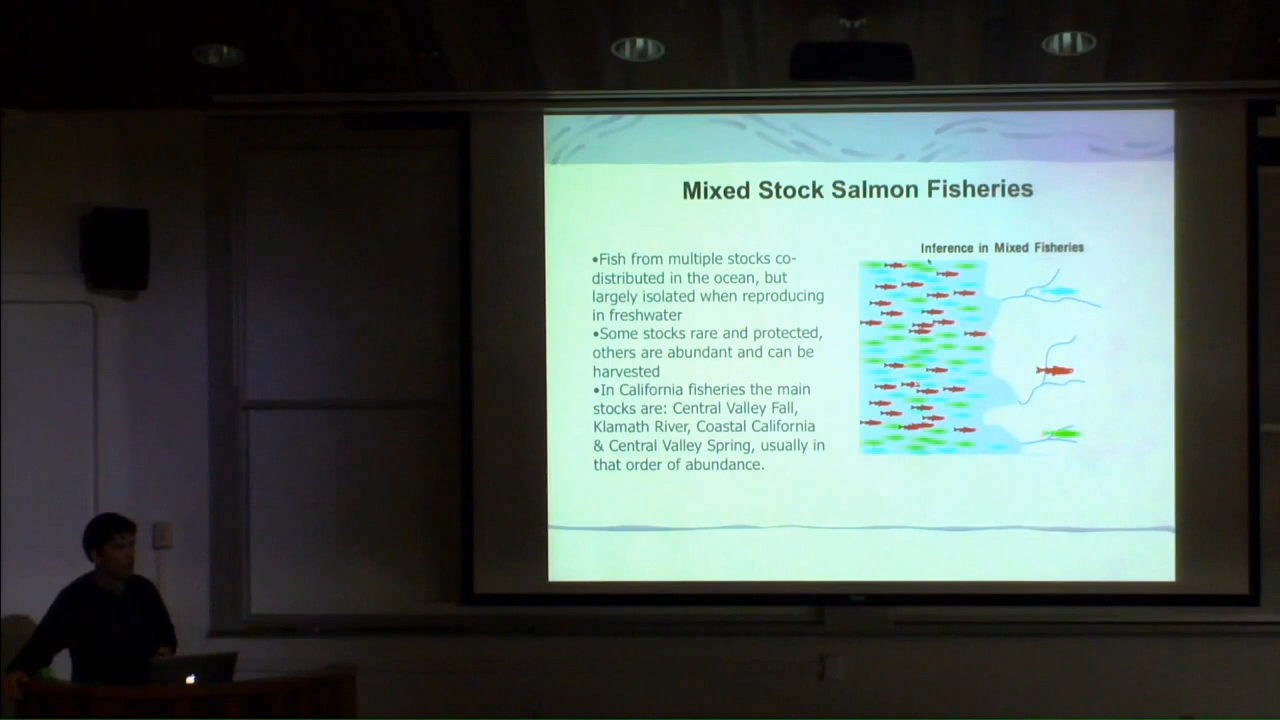 Mixed Stock Salmon Fisheries
Inference in Mixed Fisheries
•Fish from multiple stocks co-
distributed in the ocean, but
largely isolated when reproducing
in freshwater
•Some stocks rare and protected,
others are abundant and can be
harvested
•In California fisheries the main
stocks are: Central Valley Fall,
Klamath River, Coastal California
& Central Valley Spring, usually in
that order of abundance.